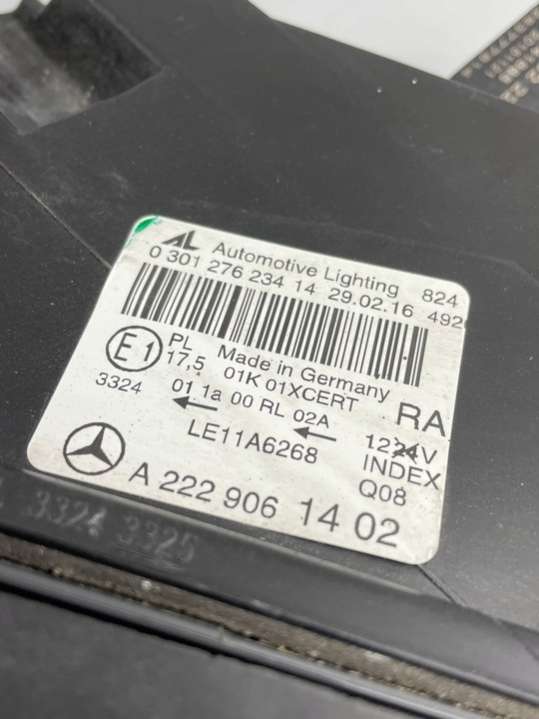 AL Automotive Lighting 824
0 301 276 234 14 29.02.16 492
E1 PL Made in Germany
17,5 01K 01XCERT RA
3324 01 1a 00 RL 02A 1224V
LE11A6268 INDEX
Q08
A 222 906 14 02
3324 3325